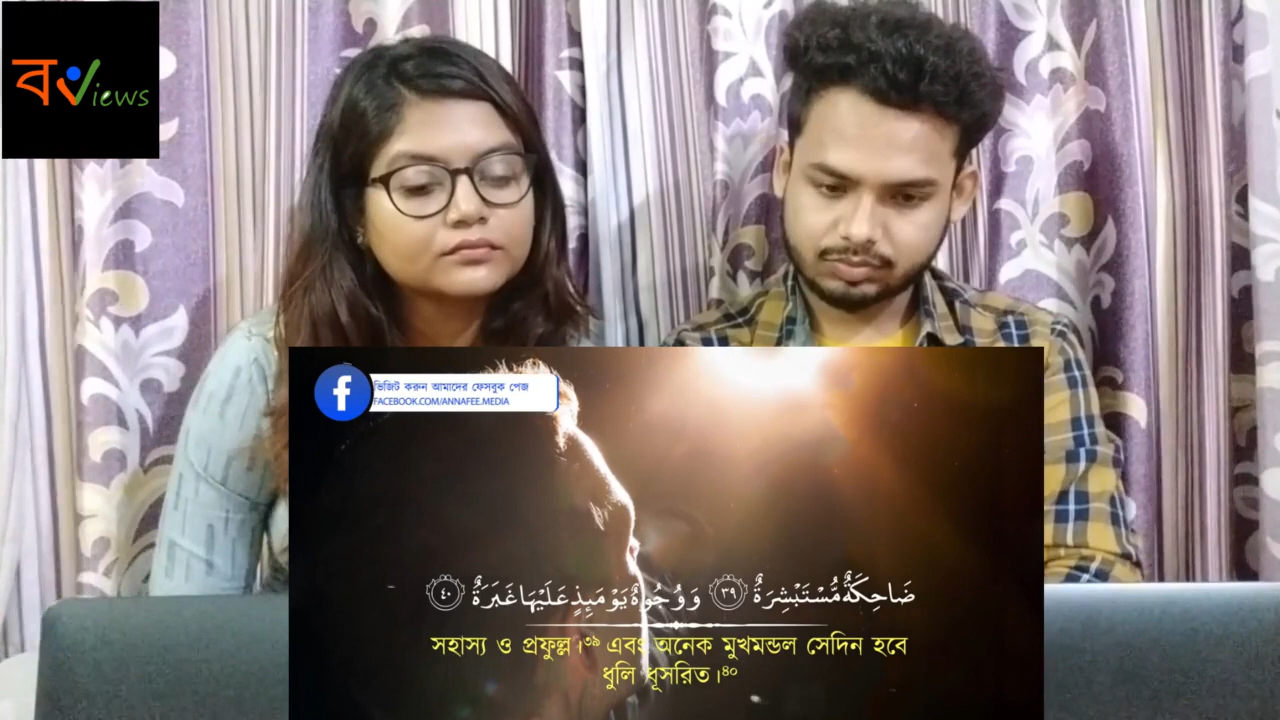 বViews
ভিজিট করুন আমাদের ফেসবুক পেজ
FACEBOOK.COM/ANNAFEE.MEDIA
ضَاحِكَةٌ مُّسْتَبْشِرَةٌ ٣٩ وَوُجُوهٌ يَوْمَئِذٍ عَلَيْهَا غَبَرَةٌ ٤٠
সহাস্য ও প্রফুল্ল।৩৯ এবং অনেক মুখমন্ডল সেদিন হবে
ধুলি ধূসরিত।৪০